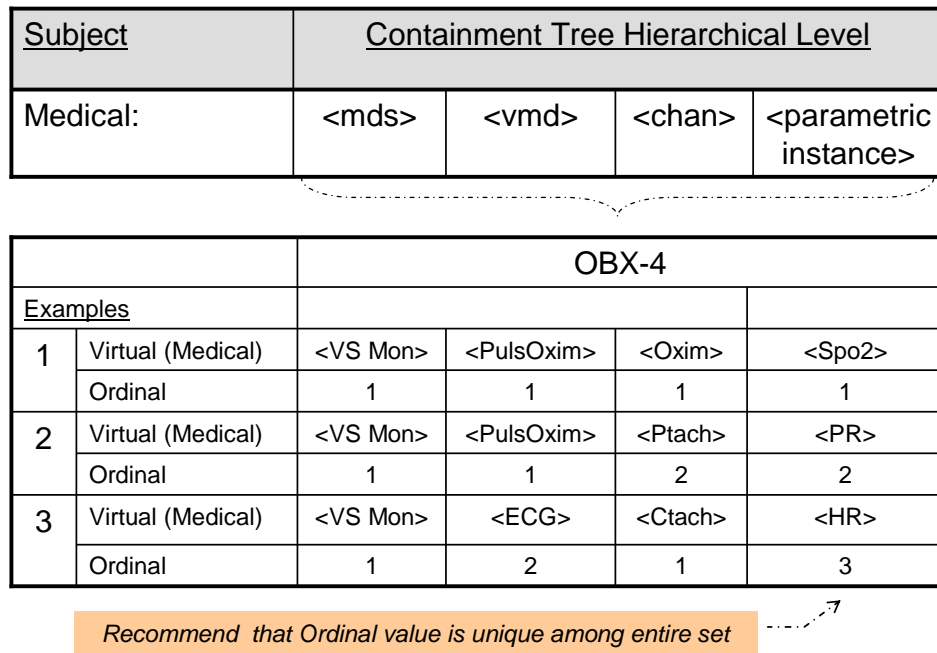 Subject Containment Tree Hierarchical Level
Medical: <mds> <vmd> <chan> <parametric
instance>
OBX-4
Examples
1 Virtual (Medical) <VS Mon> <PulsOxim> <Oxim> <Spo2>
Ordinal 1 1 1 1
2 Virtual (Medical) <VS Mon> <PulsOxim> <Ptach> <PR>
Ordinal 1 1 2 2
3 Virtual (Medical) <VS Mon> <ECG> <Ctach> <HR>
Ordinal 1 2 1 3
Recommend that Ordinal value is unique among entire set